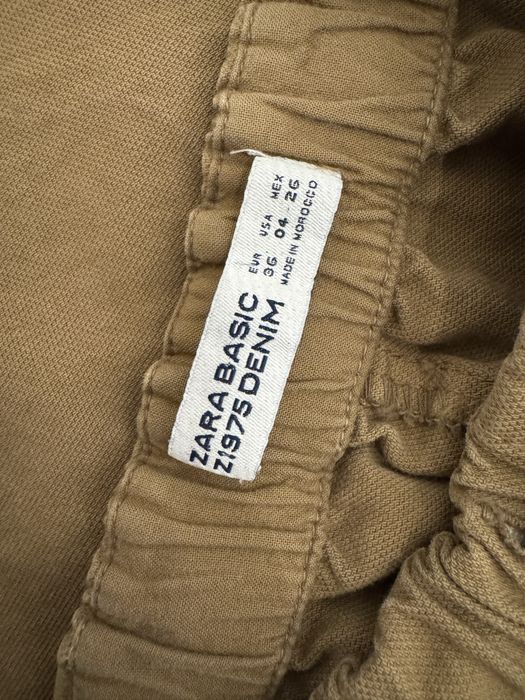 ZARA BASIC
Z1975 DENIM
EUR USA MEX
36 04 26
MADE IN MOROCCO